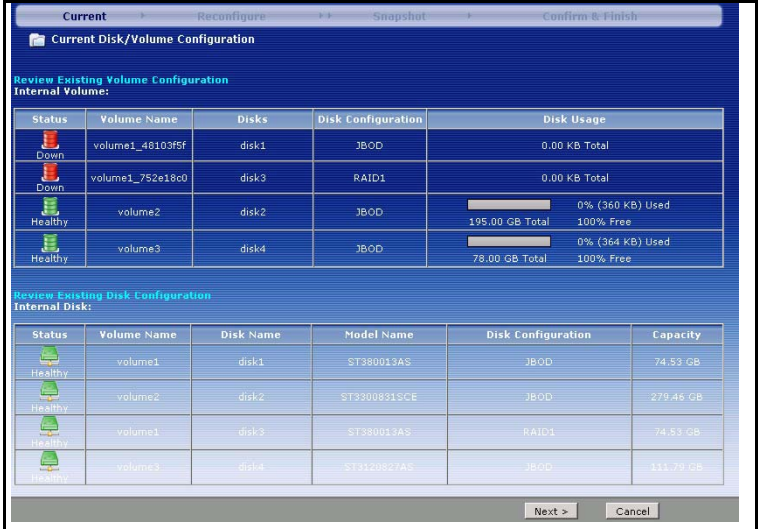 Current Reconfigure Snapshot Confirm & Finish
Current Disk/Volume Configuration
Review Existing Volume Configuration
Internal Volume:
Status Volume Name Disks Disk Configuration Disk Usage
Down volume1_48103f5f disk1 JBOD 0.00 KB Total
Down volume1_752e18c0 disk3 RAID1 0.00 KB Total
Healthy volume2 disk2 JBOD 195.00 GB Total 0% (360 KB) Used
100% Free
Healthy volume3 disk4 JBOD 78.00 GB Total 0% (364 KB) Used
100% Free
Review Existing Disk Configuration
Internal Disk:
Status Volume Name Disk Name Model Name Disk Configuration Capacity
Healthy volume1 disk1 ST380013AS JBOD 74.53 GB
Healthy volume2 disk2 ST3300831SCE JBOD 279.46 GB
Healthy volume1 disk3 ST380013AS RAID1 74.53 GB
Healthy volume3 disk4 ST3120827AS JBOD 111.79 GB
Next > Cancel